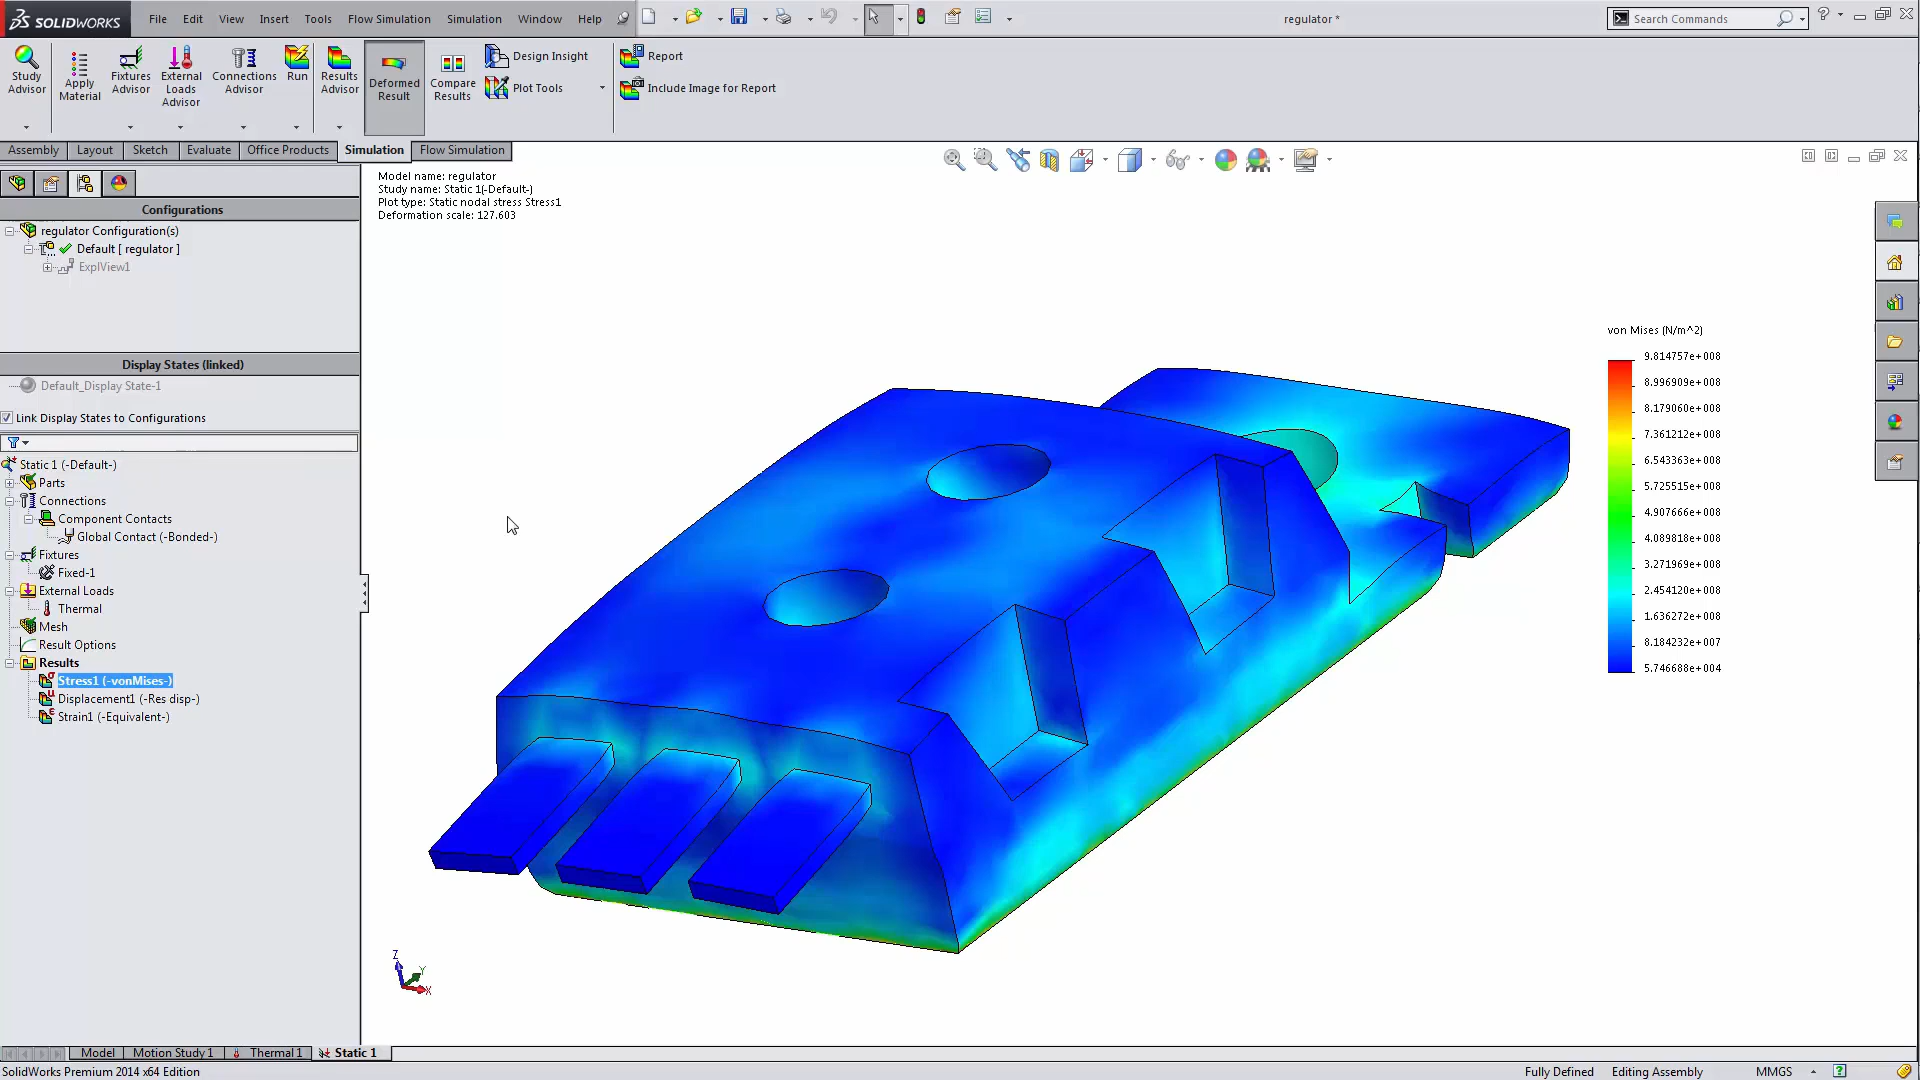 SOLIDWORKS File Edit View Insert Tools Flow Simulation Simulation Window Help regulator * Search Commands
Study Advisor
Apply Material
Fixtures Advisor
External Loads Advisor
Connections Advisor
Run
Results Advisor
Deformed Result
Compare Results
Design Insight
Plot Tools
Report
Include Image for Report
Assembly Layout Sketch Evaluate Office Products Simulation Flow Simulation
Configurations
regulator Configuration(s)
Default [ regulator ]
ExplView1
Display States (linked)
Default_Display State-1
Link Display States to Configurations
Static 1 (-Default-)
Parts
Connections
Component Contacts
Global Contact (-Bonded-)
Fixtures
Fixed-1
External Loads
Thermal
Mesh
Result Options
Results
Stress1 (-vonMises-)
Displacement1 (-Res disp-)
Strain1 (-Equivalent-)
Model name: regulator
Study name: Static 1(-Default-)
Plot type: Static nodal stress Stress1
Deformation scale: 127.603
von Mises (N/m^2)
9.814757e+008
8.996909e+008
8.179060e+008
7.361212e+008
6.543363e+008
5.725515e+008
4.907666e+008
4.089818e+008
3.271969e+008
2.454120e+008
1.636272e+008
8.184232e+007
5.746688e+004
Z
Y
X
Model Motion Study 1 Thermal 1 Static 1
SolidWorks Premium 2014 x64 Edition Fully Defined Editing Assembly MMGS